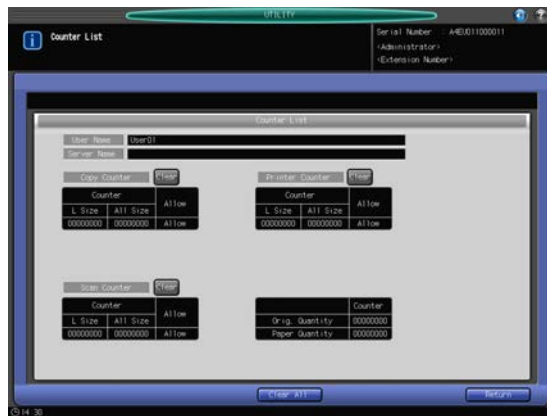 UTILITY
Counter List
Serial Number : A4EU011000011
<Administrator>
<Extension Number>
Counter List
User Name User01
Server Name
Copy Counter Clear
Printer Counter Clear
Counter Allow
L Size All Size
00000000 00000000 Allow
Counter Allow
L Size All Size
00000000 00000000 Allow
Scan Counter Clear
Counter Allow
L Size All Size
00000000 00000000 Allow
Counter
Orig. Quantity 00000000
Paper Quantity 00000000
Clear All
Return
14:30